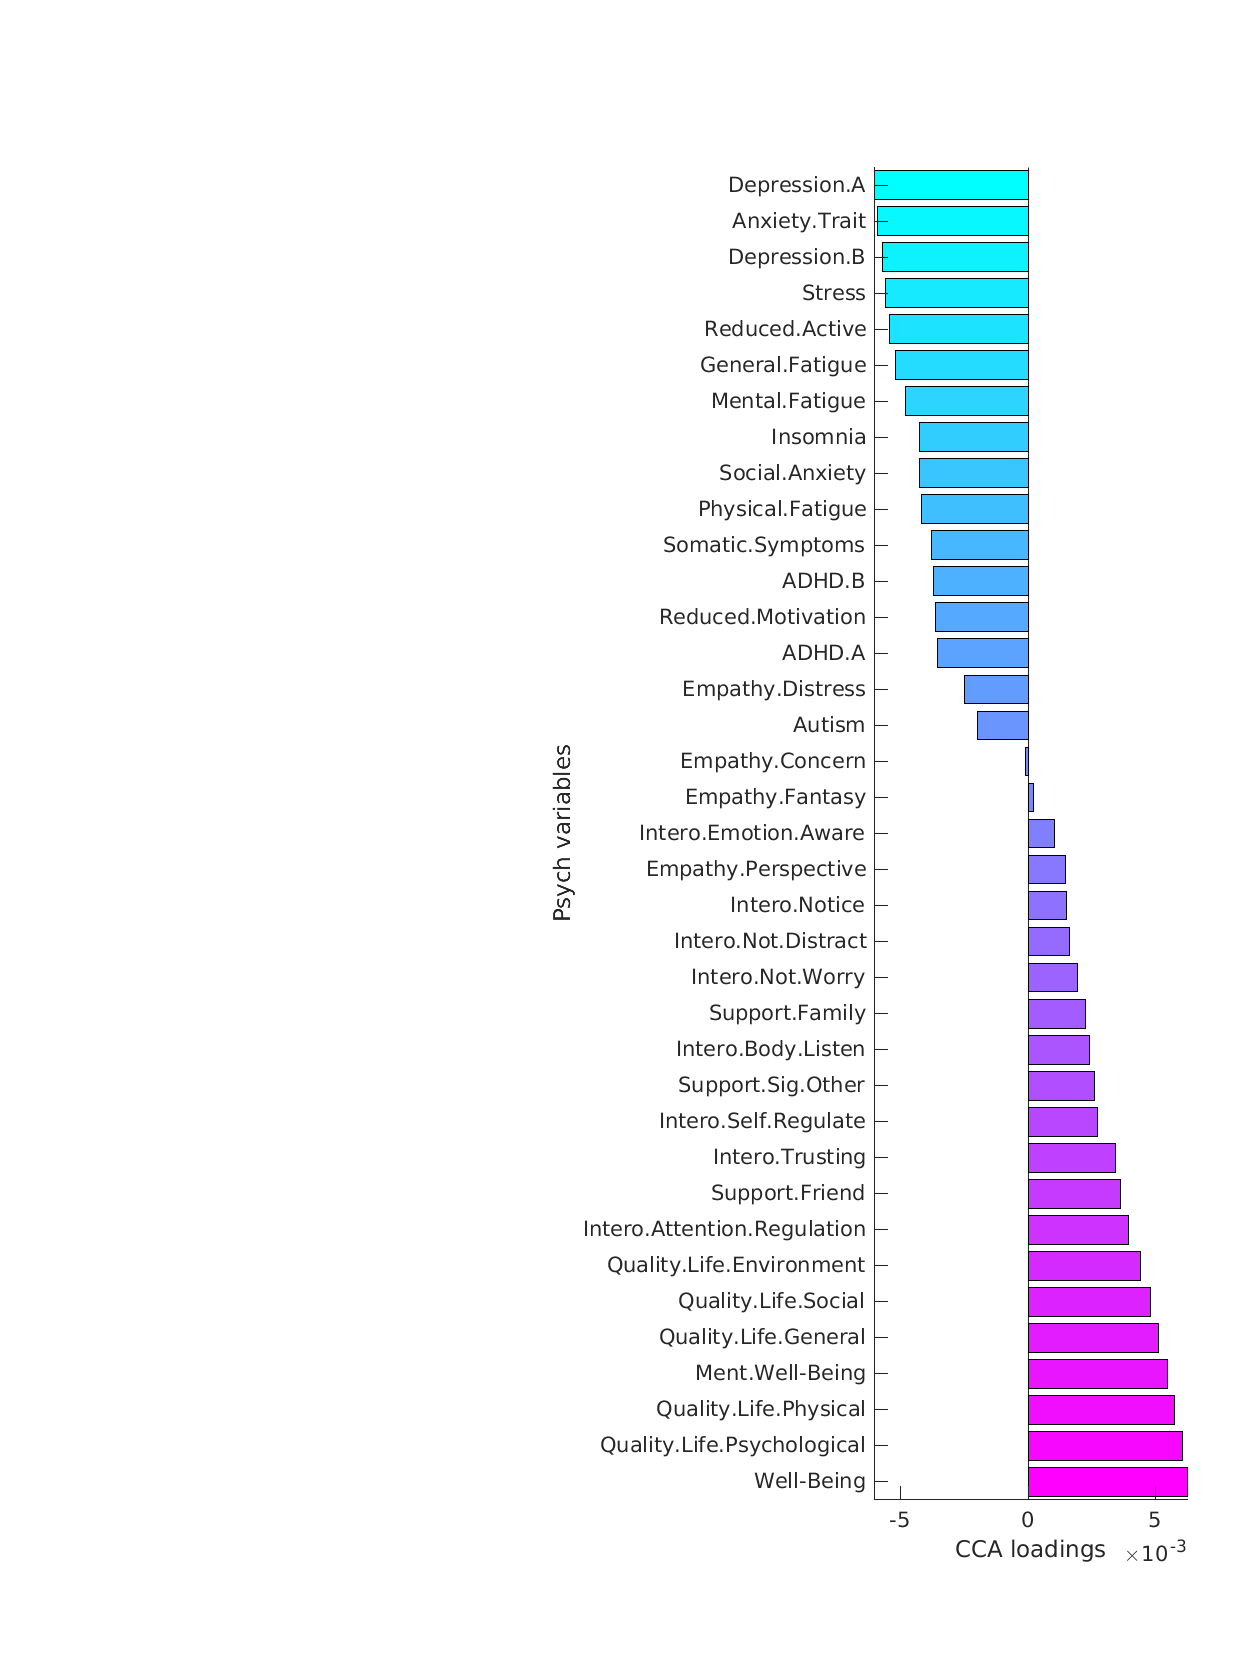 Depression.A
Anxiety.Trait
Depression.B
Stress
Reduced.Active
General.Fatigue
Mental.Fatigue
Insomnia
Social.Anxiety
Physical.Fatigue
Somatic.Symptoms
ADHD.B
Reduced.Motivation
ADHD.A
Empathy.Distress
Autism
Empathy.Concern
Empathy.Fantasy
Intero.Emotion.Aware
Empathy.Perspective
Intero.Notice
Intero.Not.Distract
Intero.Not.Worry
Support.Family
Intero.Body.Listen
Support.Sig.Other
Intero.Self.Regulate
Intero.Trusting
Support.Friend
Intero.Attention.Regulation
Quality.Life.Environment
Quality.Life.Social
Quality.Life.General
Ment.Well-Being
Quality.Life.Physical
Quality.Life.Psychological
Well-Being
Psych variables
-5 0 5
CCA loadings ×10⁻³